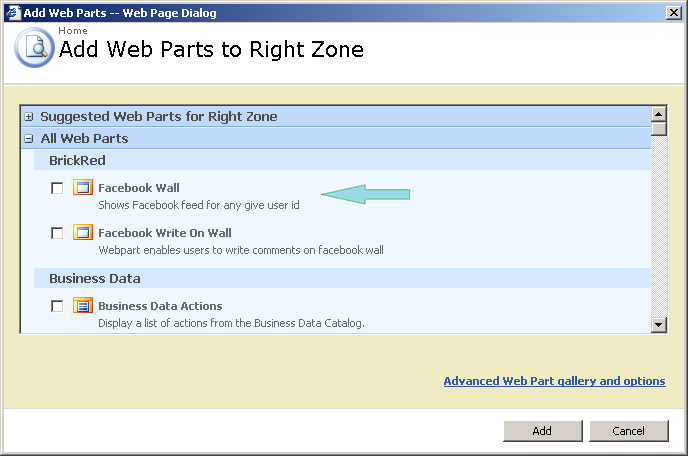 Add Web Parts -- Web Page Dialog
Home
Add Web Parts to Right Zone
Suggested Web Parts for Right Zone
All Web Parts
BrickRed
Facebook Wall
Shows Facebook feed for any give user id
Facebook Write On Wall
Webpart enables users to write comments on facebook wall
Business Data
Business Data Actions
Display a list of actions from the Business Data Catalog.
Advanced Web Part gallery and options
Add Cancel